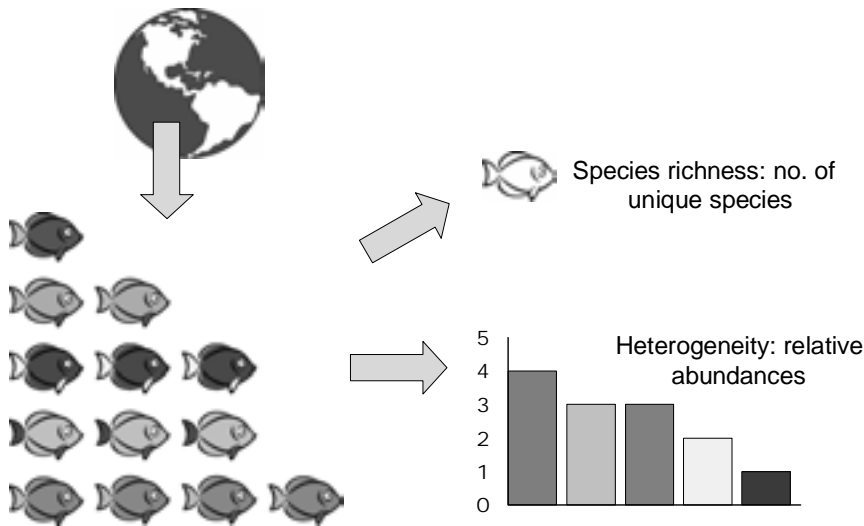 Species richness: no. of
unique species
Heterogeneity: relative
abundances
5
4
3
2
1
0